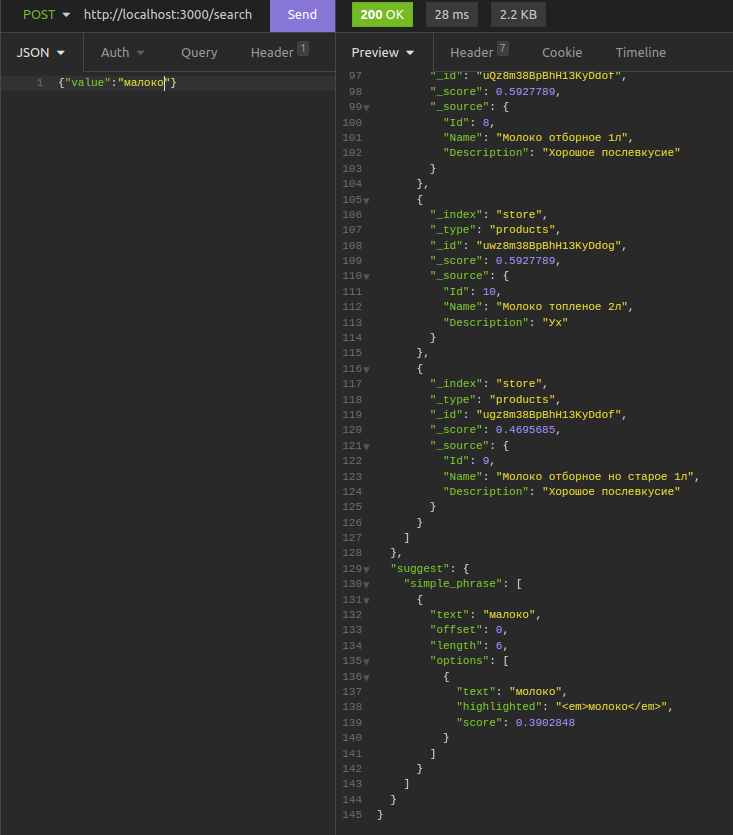 POST http://localhost:3000/search Send 200 OK 28 ms 2.2 KB
JSON Auth Query Header 1 Preview Header 7 Cookie Timeline
1 {"value":"малоко"}
97 "_id": "uQz8m38BpBhH13KyDdof",
98 "_score": 0.5927789,
99 "_source": {
100 "Id": 8,
101 "Name": "Молоко отборное 1л",
102 "Description": "Хорошое послевкусие"
103 }
104 },
105 {
106 "_index": "store",
107 "_type": "products",
108 "_id": "uwz8m38BpBhH13KyDdog",
109 "_score": 0.5927789,
110 "_source": {
111 "Id": 10,
112 "Name": "Молоко топленое 2л",
113 "Description": "Ух"
114 }
115 },
116 {
117 "_index": "store",
118 "_type": "products",
119 "_id": "ugz8m38BpBhH13KyDdof",
120 "_score": 0.4695685,
121 "_source": {
122 "Id": 9,
123 "Name": "Молоко отборное но старое 1л",
124 "Description": "Хорошое послевкусие"
125 }
126 }
127 ]
128 },
129 "suggest": {
130 "simple_phrase": [
131 {
132 "text": "малоко",
133 "offset": 0,
134 "length": 6,
135 "options": [
136 {
137 "text": "молоко",
138 "highlighted": "<em>молоко</em>",
139 "score": 0.3902848
140 }
141 ]
142 }
143 ]
144 }
145 }